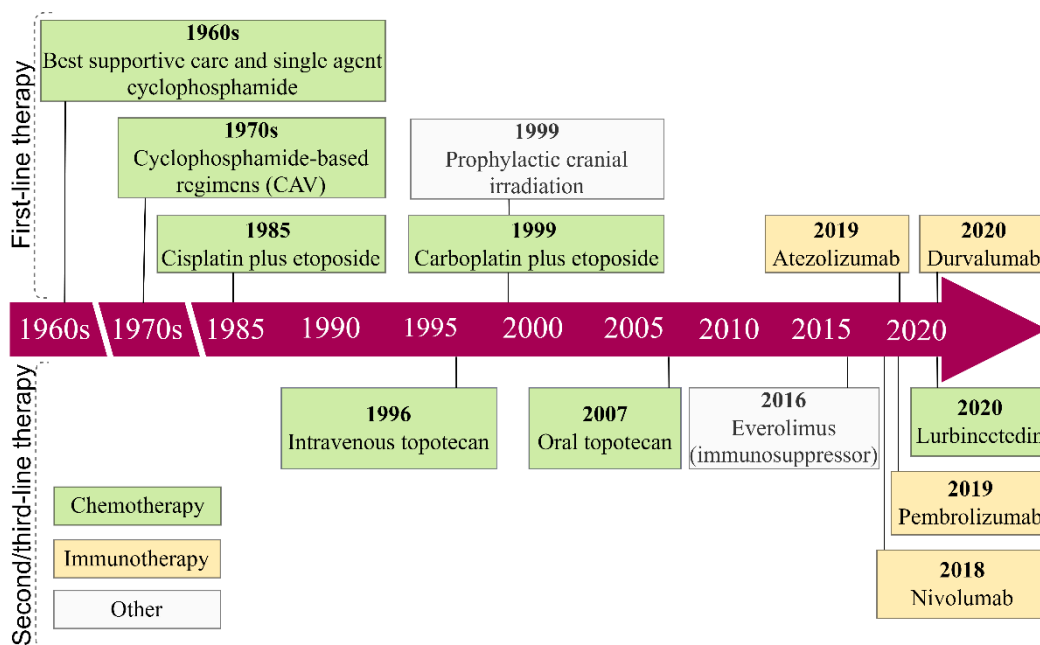 First-line therapy
1960s
Best supportive care and single agent
cyclophosphamide
1970s
Cyclophosphamide-based
regimens (CAV)
1985
Cisplatin plus etoposide
1999
Prophylactic cranial
irradiation
1999
Carboplatin plus etoposide
2019
Atezolizumab
2020
Durvalumab
1960s 1970s 1985 1990 1995 2000 2005 2010 2015 2020
Second/third-line therapy
1996
Intravenous topotecan
2007
Oral topotecan
2016
Everolimus
(immunosuppressor)
2020
Lurbinectedin
2019
Pembrolizumab
2018
Nivolumab
Chemotherapy
Immunotherapy
Other